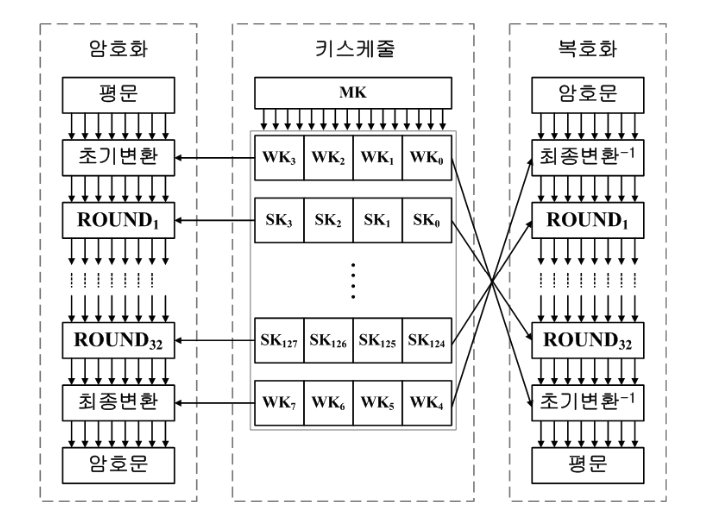 암호화
키스케줄
복호화
평문
MK
암호문
초기변환
WK₃ WK₂ WK₁ WK₀
최종변환⁻¹
ROUND₁
SK₃ SK₂ SK₁ SK₀
ROUND₁
ROUND₃₂
SK₁₂₇ SK₁₂₆ SK₁₂₅ SK₁₂₄
ROUND₃₂
최종변환
WK₇ WK₆ WK₅ WK₄
초기변환⁻¹
암호문
평문